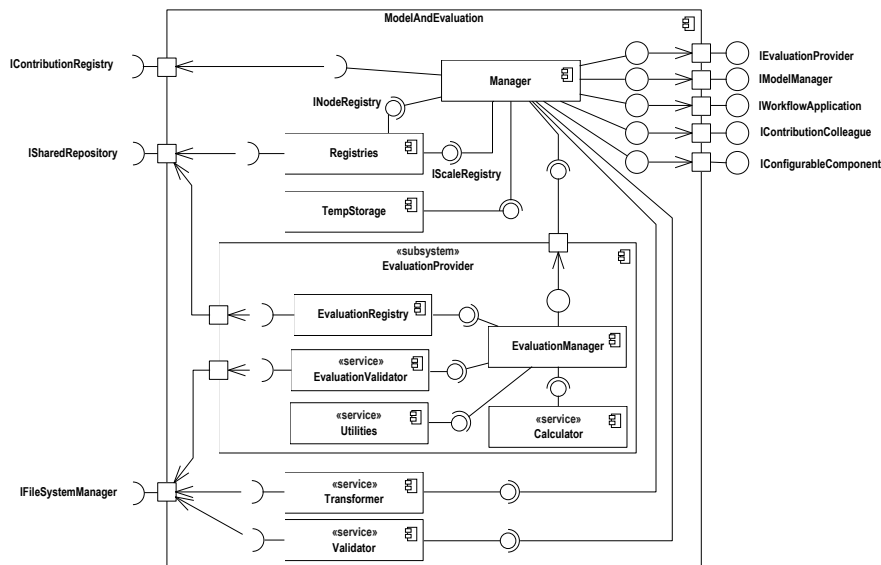 ModelAndEvaluation
IContributionRegistry
Manager
IEvaluationProvider
IModelManager
IWorkflowApplication
IContributionColleague
IConfigurableComponent
INodeRegistry
ISharedRepository
Registries
IScaleRegistry
TempStorage
«subsystem»
EvaluationProvider
EvaluationRegistry
EvaluationManager
«service»
EvaluationValidator
«service»
Utilities
«service»
Calculator
IFileSystemManager
«service»
Transformer
«service»
Validator